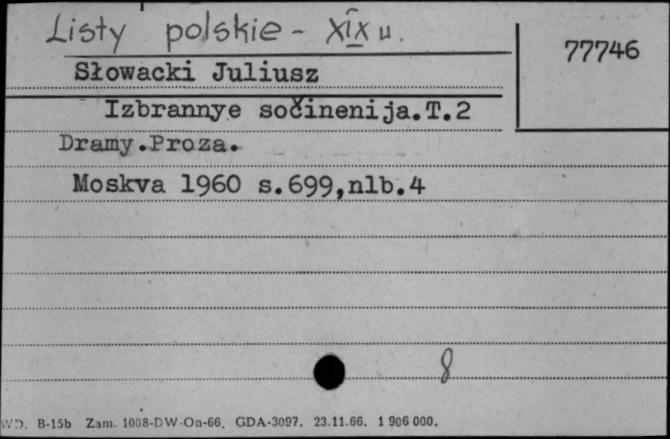 Listy polskie - XIX w.
77746
Słowacki Juliusz
Izbrannye sočinenija.T.2
Dramy.Proza.
Moskva 1960 s.699,nlb.4
8
WD. B-15b Zam. 1008-DW-On-66. GDA-3097. 23.11.66. 1 906 000.